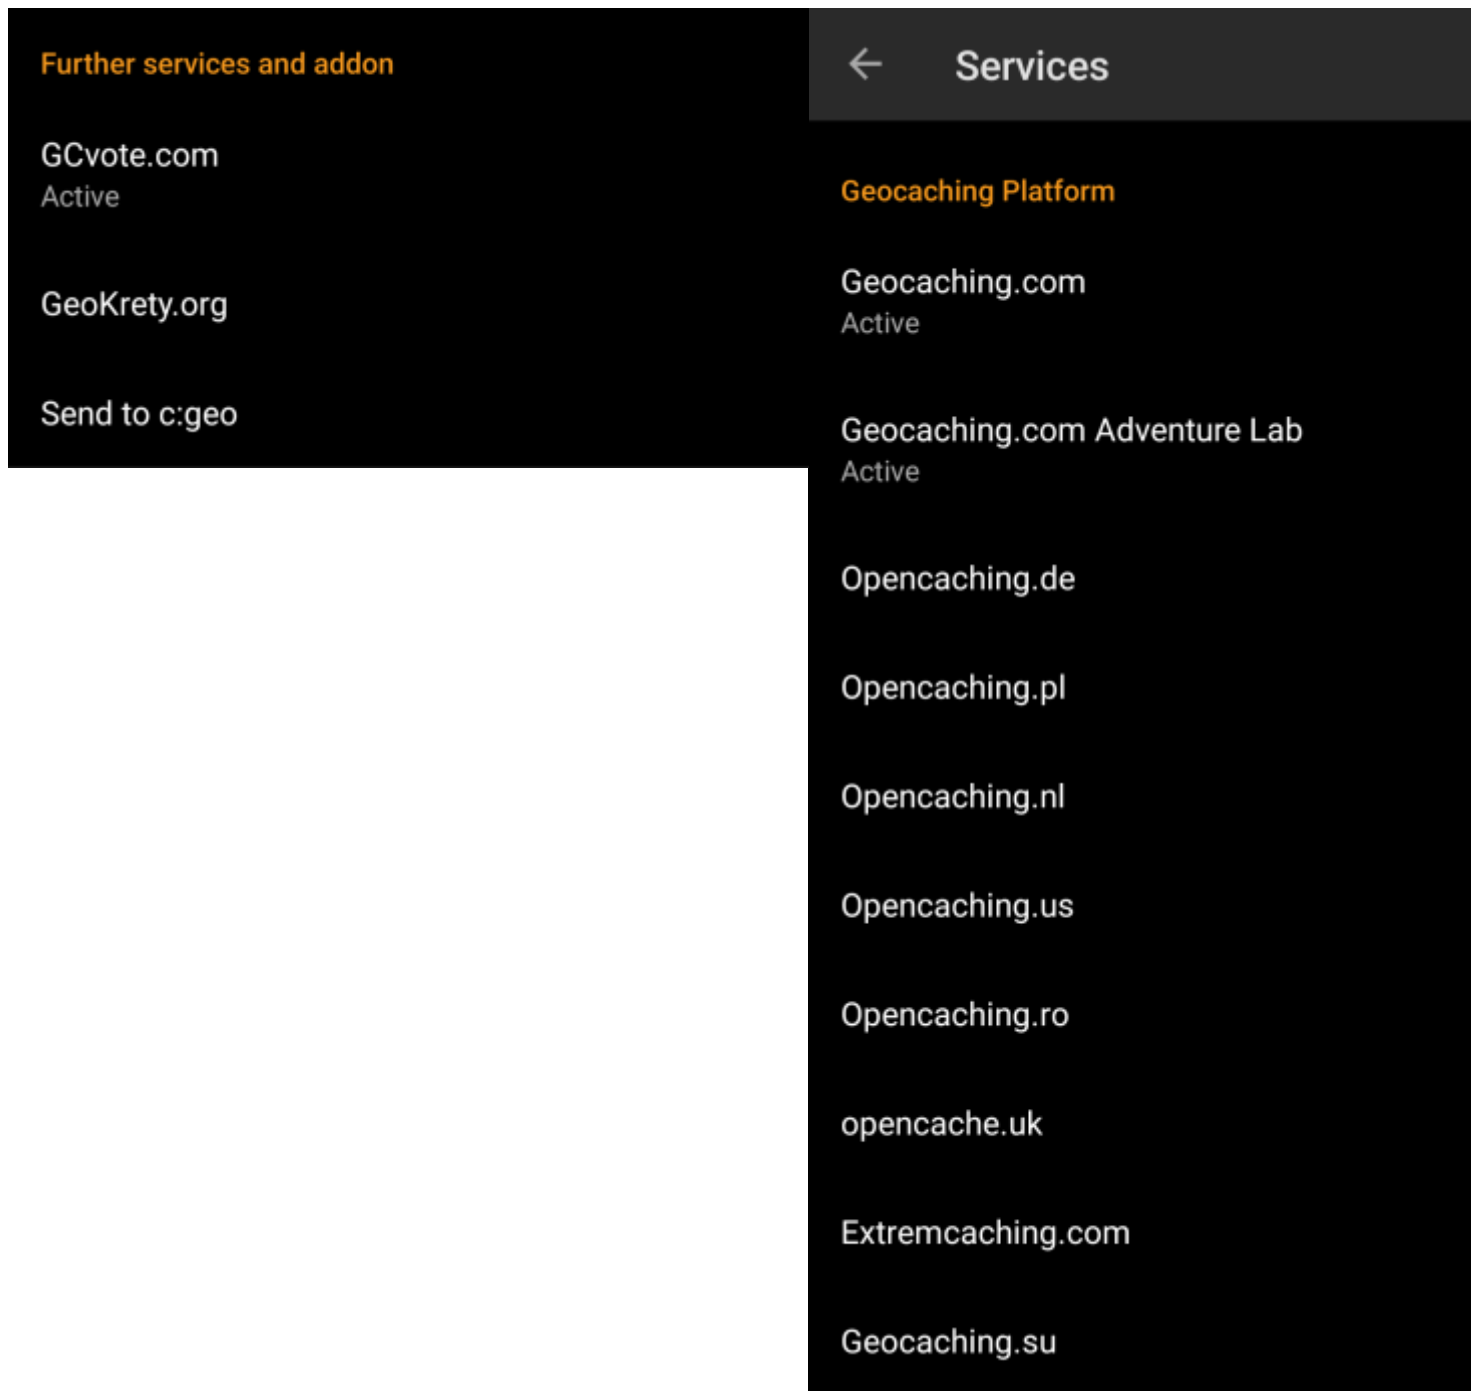 Further services and addon
GCvote.com
Active
GeoKrety.org
Send to c:geo
Services
Geocaching Platform
Geocaching.com
Active
Geocaching.com Adventure Lab
Active
Opencaching.de
Opencaching.pl
Opencaching.nl
Opencaching.us
Opencaching.ro
opencache.uk
Extremcaching.com
Geocaching.su